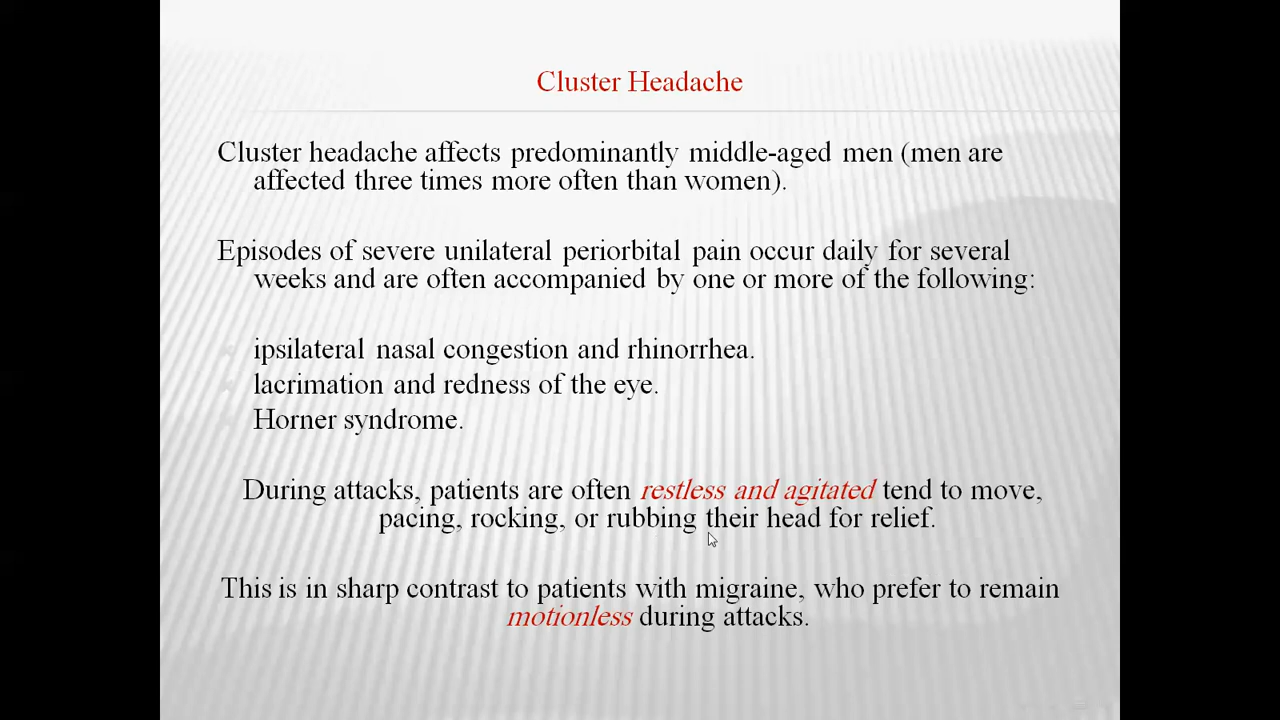 Cluster Headache
Cluster headache affects predominantly middle-aged men (men are
affected three times more often than women).
Episodes of severe unilateral periorbital pain occur daily for several
weeks and are often accompanied by one or more of the following:
ipsilateral nasal congestion and rhinorrhea.
lacrimation and redness of the eye.
Horner syndrome.
During attacks, patients are often restless and agitated tend to move,
pacing, rocking, or rubbing their head for relief.
This is in sharp contrast to patients with migraine, who prefer to remain
motionless during attacks.